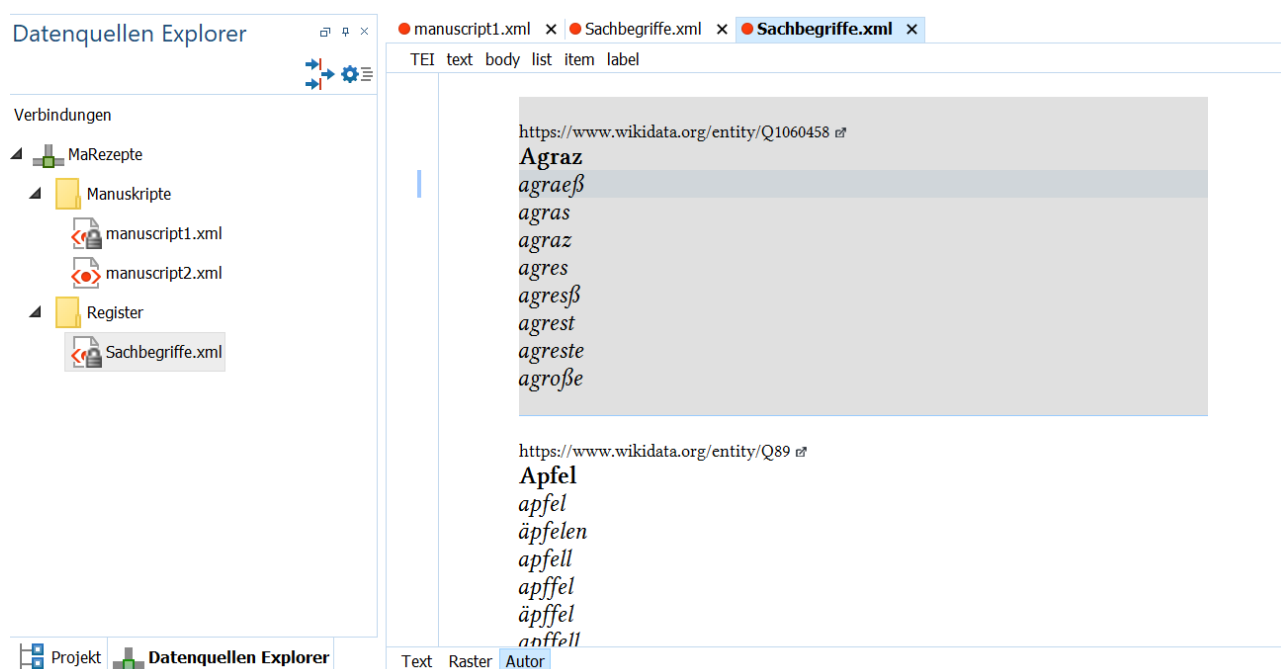 Datenquellen Explorer
Verbindungen
MaRezepte
Manuskripte
manuscript1.xml
manuscript2.xml
Register
Sachbegriffe.xml
Projekt Datenquellen Explorer
manuscript1.xml Sachbegriffe.xml Sachbegriffe.xml
TEI text body list item label
https://www.wikidata.org/entity/Q1060458
Agraz
agraeß
agras
agraz
agres
agresß
agrest
agreste
agroße
https://www.wikidata.org/entity/Q89
Apfel
apfel
äpfelen
apfell
apffel
äpffel
apffell
Text Raster Autor